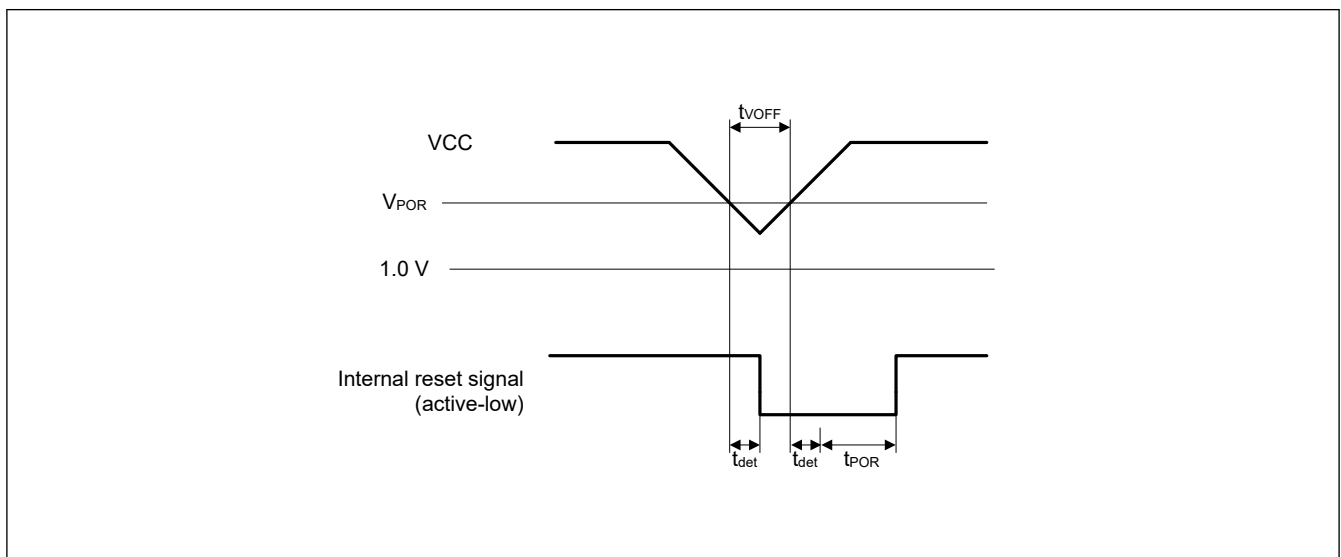 tVOFF
VCC
VPOR
1.0 V
Internal reset signal
(active-low)
tdet
tdet
tPOR